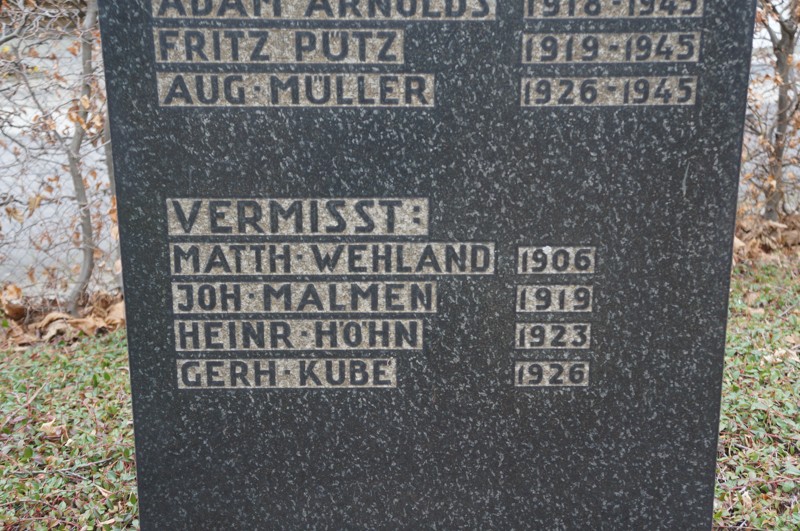 ADAM ARNOLDS 1918-1945
FRITZ PÜTZ 1919-1945
AUG·MÜLLER 1926-1945
VERMISST:
MATTH·WEHLAND 1906
JOH·MALMEN 1919
HEINR·HÖHN 1923
GERH·KUBE 1926